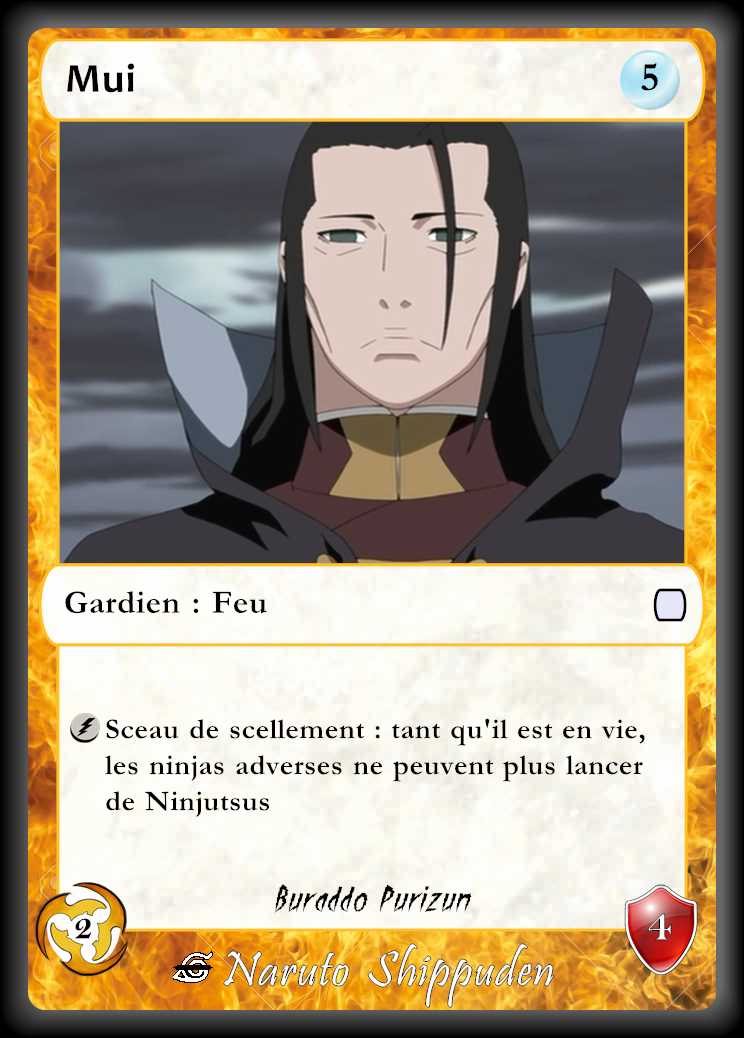 Mui
5
Gardien : Feu
Sceau de scellement : tant qu'il est en vie,
les ninjas adverses ne peuvent plus lancer
de Ninjutsus
Buraddo Purizun
2
4
Naruto Shippuden